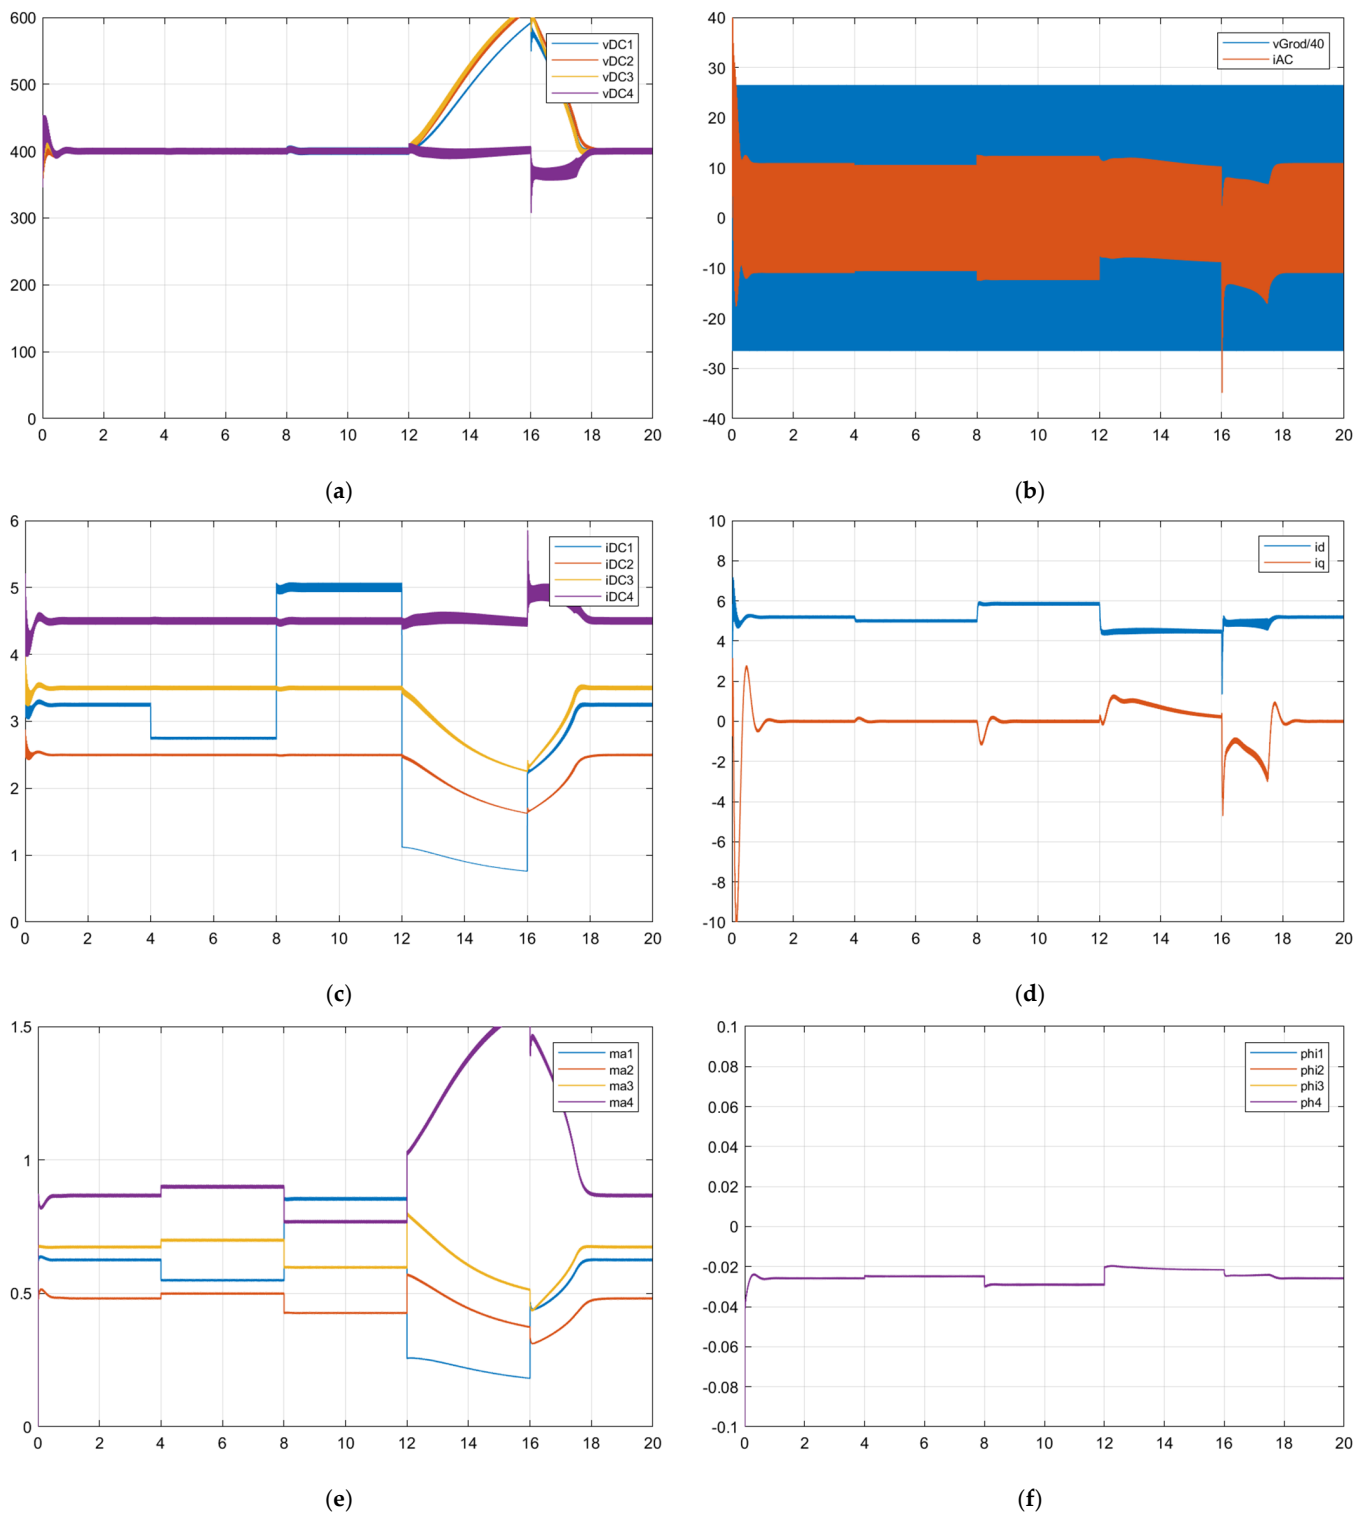 600
500
400
300
200
100
0
0 2 4 6 8 10 12 14 16 18 20
vDC1
vDC2
vDC3
vDC4
(a)
40
30
20
10
0
-10
-20
-30
-40
0 2 4 6 8 10 12 14 16 18 20
vGrod/40
iAC
(b)
6
5
4
3
2
1
0
0 2 4 6 8 10 12 14 16 18 20
iDC1
iDC2
iDC3
iDC4
(c)
10
8
6
4
2
0
-2
-4
-6
-8
-10
0 2 4 6 8 10 12 14 16 18 20
id
iq
(d)
1.5
1
0.5
0
0 2 4 6 8 10 12 14 16 18 20
ma1
ma2
ma3
ma4
(e)
0.1
0.08
0.06
0.04
0.02
0
-0.02
-0.04
-0.06
-0.08
-0.1
0 2 4 6 8 10 12 14 16 18 20
phi1
phi2
phi3
ph4
(f)